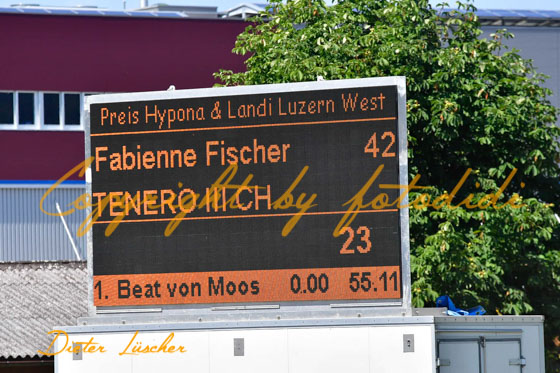 Preis Hypona & Landi Luzern West
Fabienne Fischer 42
TENERO III CH
23
1. Beat von Moos 0.00 55.11
Copyright by fotodidi
Dieter Lüscher